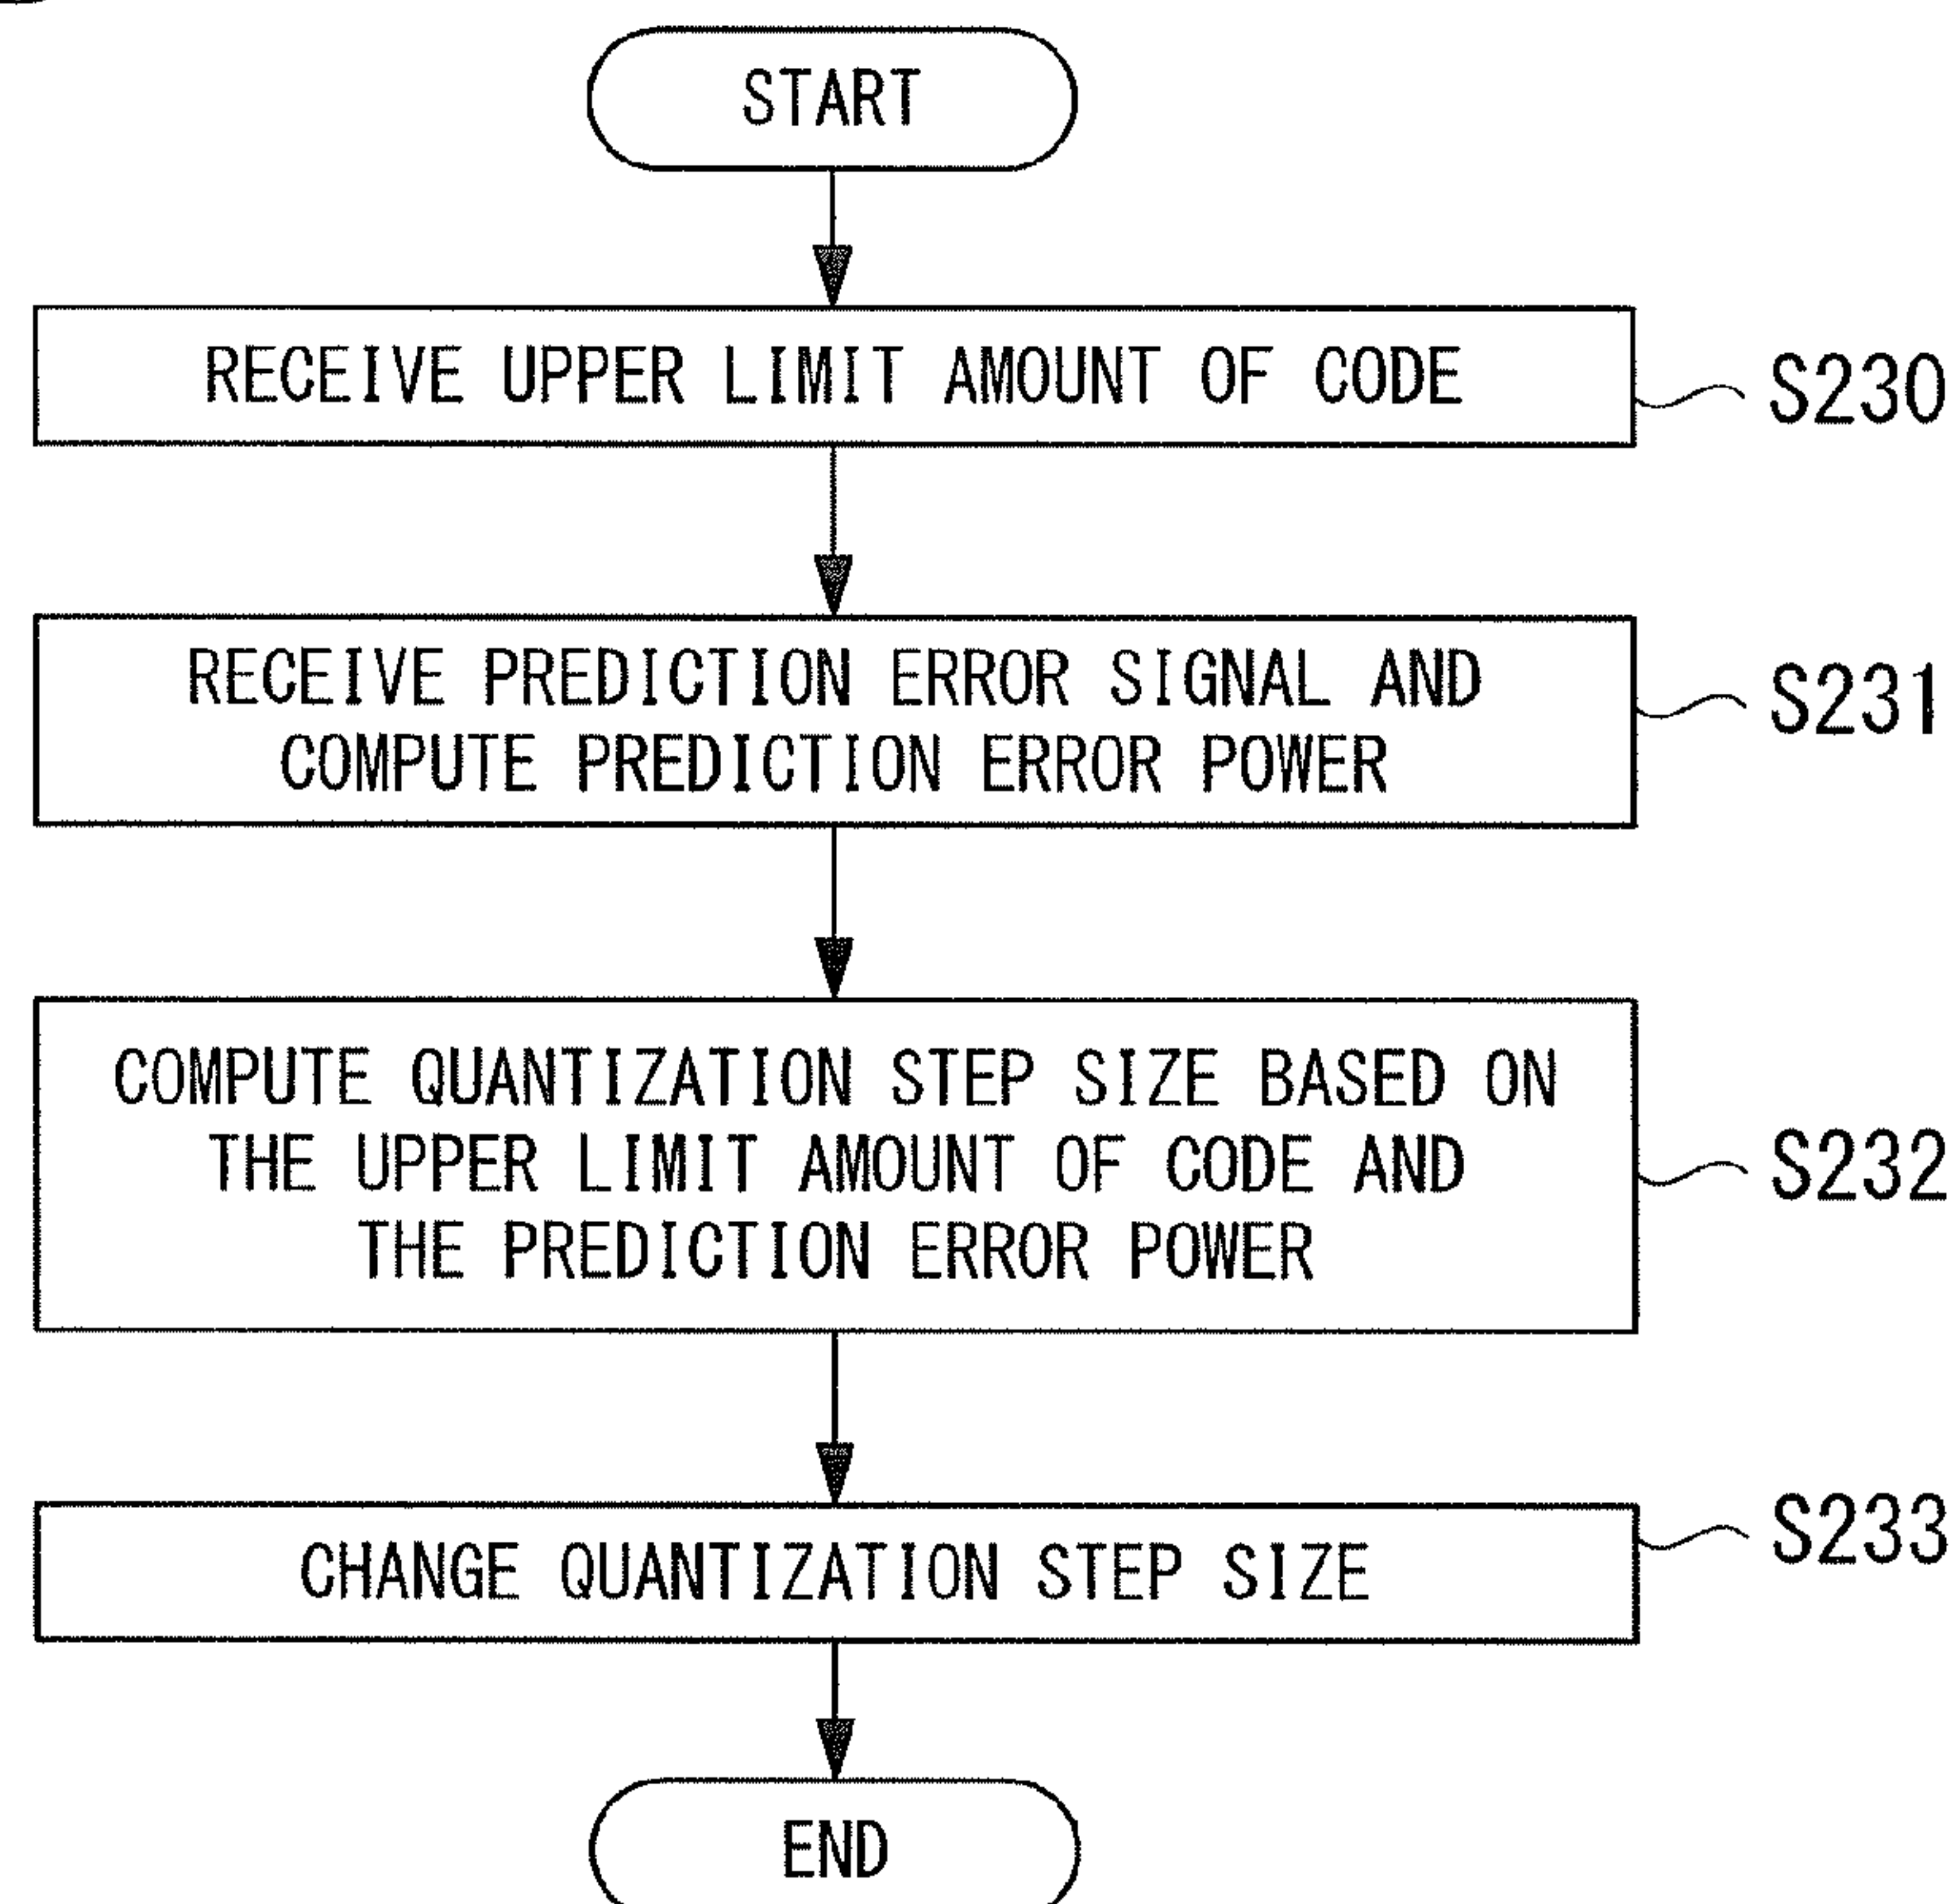 START
RECEIVE UPPER LIMIT AMOUNT OF CODE
S230
RECEIVE PREDICTION ERROR SIGNAL AND
COMPUTE PREDICTION ERROR POWER
S231
COMPUTE QUANTIZATION STEP SIZE BASED ON
THE UPPER LIMIT AMOUNT OF CODE AND
THE PREDICTION ERROR POWER
S232
CHANGE QUANTIZATION STEP SIZE
S233
END